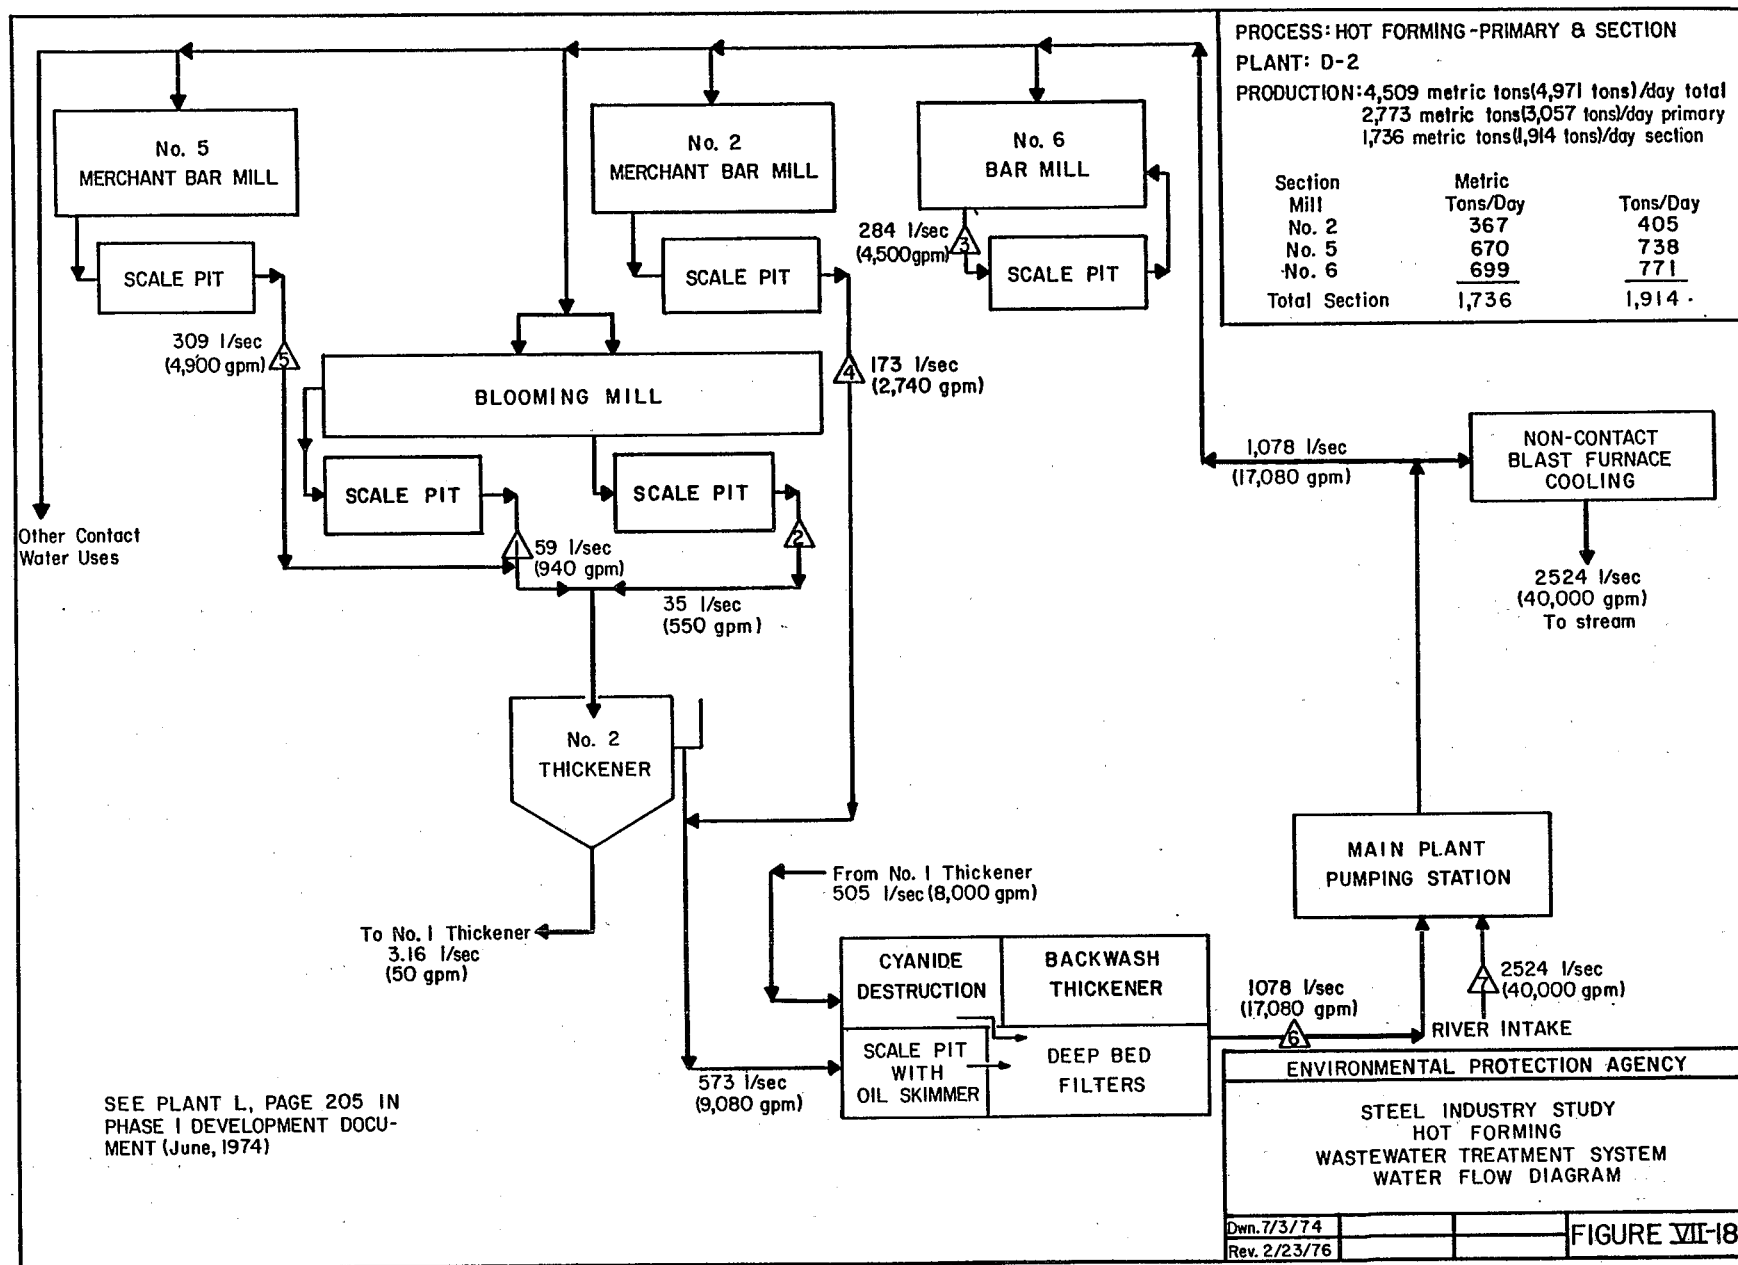 PROCESS: HOT FORMING-PRIMARY & SECTION
PLANT: D-2
PRODUCTION: 4,509 metric tons(4,971 tons)/day total
2,773 metric tons(3,057 tons)/day primary
1,736 metric tons(1,914 tons)/day section
Section Metric
Mill Tons/Day Tons/Day
No. 2 367 405
No. 5 670 738
No. 6 699 771
Total Section 1,736 1,914
No. 5
MERCHANT BAR MILL
No. 2
MERCHANT BAR MILL
No. 6
BAR MILL
SCALE PIT
SCALE PIT
284 l/sec
(4,500gpm)
3
SCALE PIT
309 l/sec
(4,900 gpm)
5
4
173 l/sec
(2,740 gpm)
BLOOMING MILL
SCALE PIT
SCALE PIT
1
59 l/sec
(940 gpm)
2
35 l/sec
(550 gpm)
Other Contact
Water Uses
1,078 l/sec
(17,080 gpm)
NON-CONTACT
BLAST FURNACE
COOLING
2524 l/sec
(40,000 gpm)
To stream
No. 2
THICKENER
To No. 1 Thickener
3.16 l/sec
(50 gpm)
From No. 1 Thickener
505 l/sec (8,000 gpm)
MAIN PLANT
PUMPING STATION
CYANIDE
DESTRUCTION
BACKWASH
THICKENER
SCALE PIT
WITH
OIL SKIMMER
DEEP BED
FILTERS
573 l/sec
(9,080 gpm)
1078 l/sec
(17,080 gpm)
6
7
2524 l/sec
(40,000 gpm)
RIVER INTAKE
SEE PLANT L, PAGE 205 IN
PHASE I DEVELOPMENT DOCU-
MENT (June, 1974)
ENVIRONMENTAL PROTECTION AGENCY
STEEL INDUSTRY STUDY
HOT FORMING
WASTEWATER TREATMENT SYSTEM
WATER FLOW DIAGRAM
Dwn. 7/3/74
Rev. 2/23/76
FIGURE VII-18